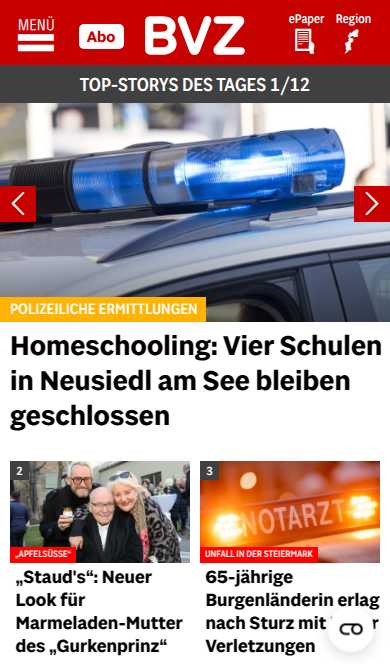 MENÜ
Abo
BVZ
ePaper
Region
TOP-STORYS DES TAGES 1/12
POLIZEILICHE ERMITTLUNGEN
Homeschooling: Vier Schulen
in Neusiedl am See bleiben
geschlossen
2
„APFELSÜSSE“
„Staud's“: Neuer
Look für
Marmeladen-Mutter
des „Gurkenprinz“
3
NOTARZT
UNFALL IN DER STEIERMARK
65-jährige
Burgenländerin erlag
nach Sturz mit
Verletzungen